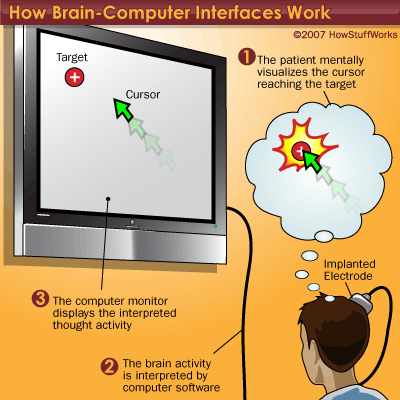 How Brain-Computer Interfaces Work
©2007 HowStuffWorks
1 The patient mentally
visualizes the cursor
reaching the target
Target
Cursor
Implanted
Electrode
3 The computer monitor
displays the interpreted
thought activity
2 The brain activity
is interpreted by
computer software